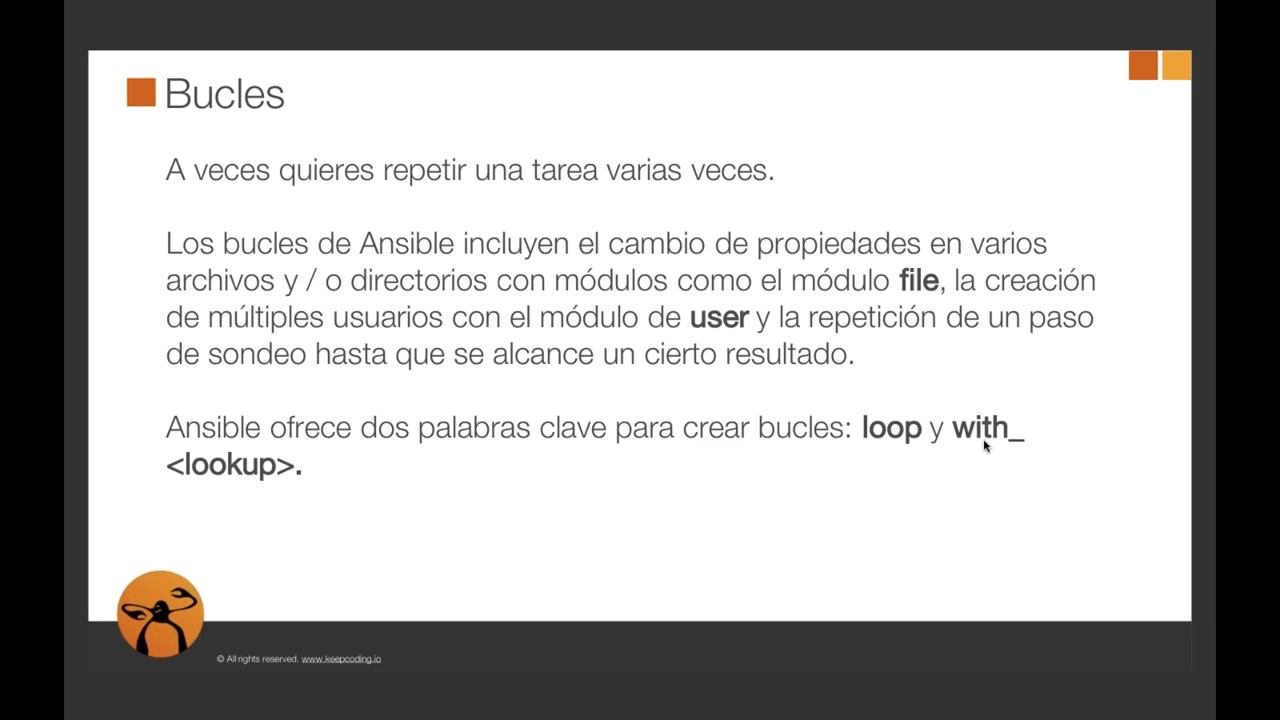 Bucles
A veces quieres repetir una tarea varias veces.
Los bucles de Ansible incluyen el cambio de propiedades en varios
archivos y / o directorios con módulos como el módulo file, la creación
de múltiples usuarios con el módulo de user y la repetición de un paso
de sondeo hasta que se alcance un cierto resultado.
Ansible ofrece dos palabras clave para crear bucles: loop y with_
<lookup>.
© All rights reserved. www.keepcoding.io